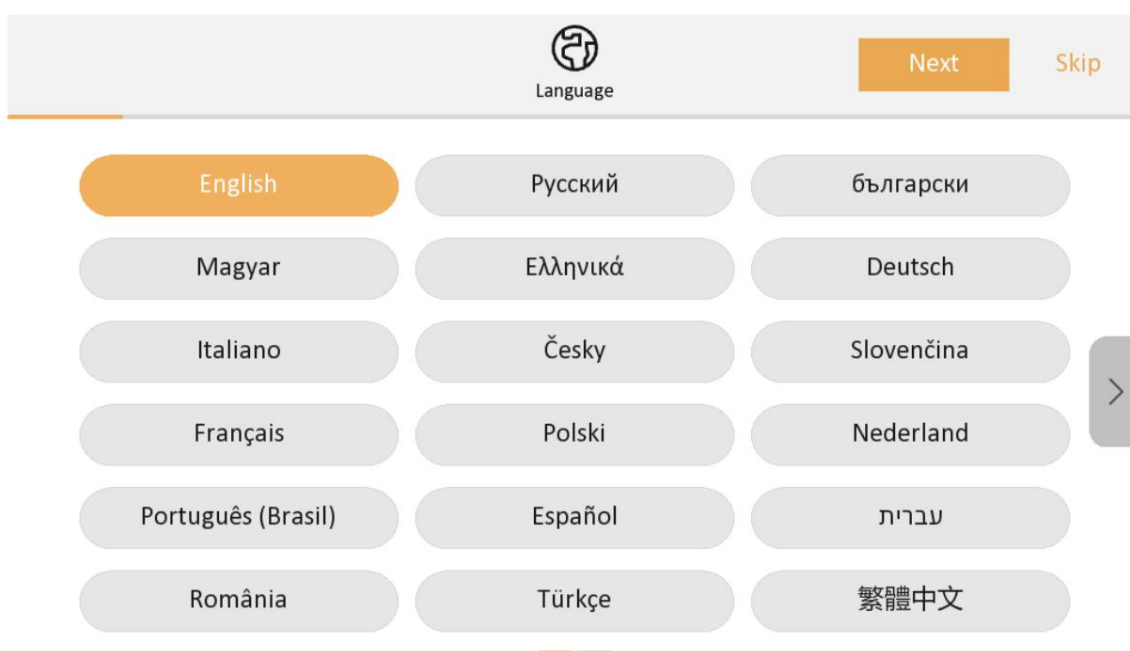 Language
Next
Skip
English
Русский
български
Magyar
Ελληνικά
Deutsch
Italiano
Česky
Slovenčina
Français
Polski
Nederland
Português (Brasil)
Español
עברית
România
Türkçe
繁體中文